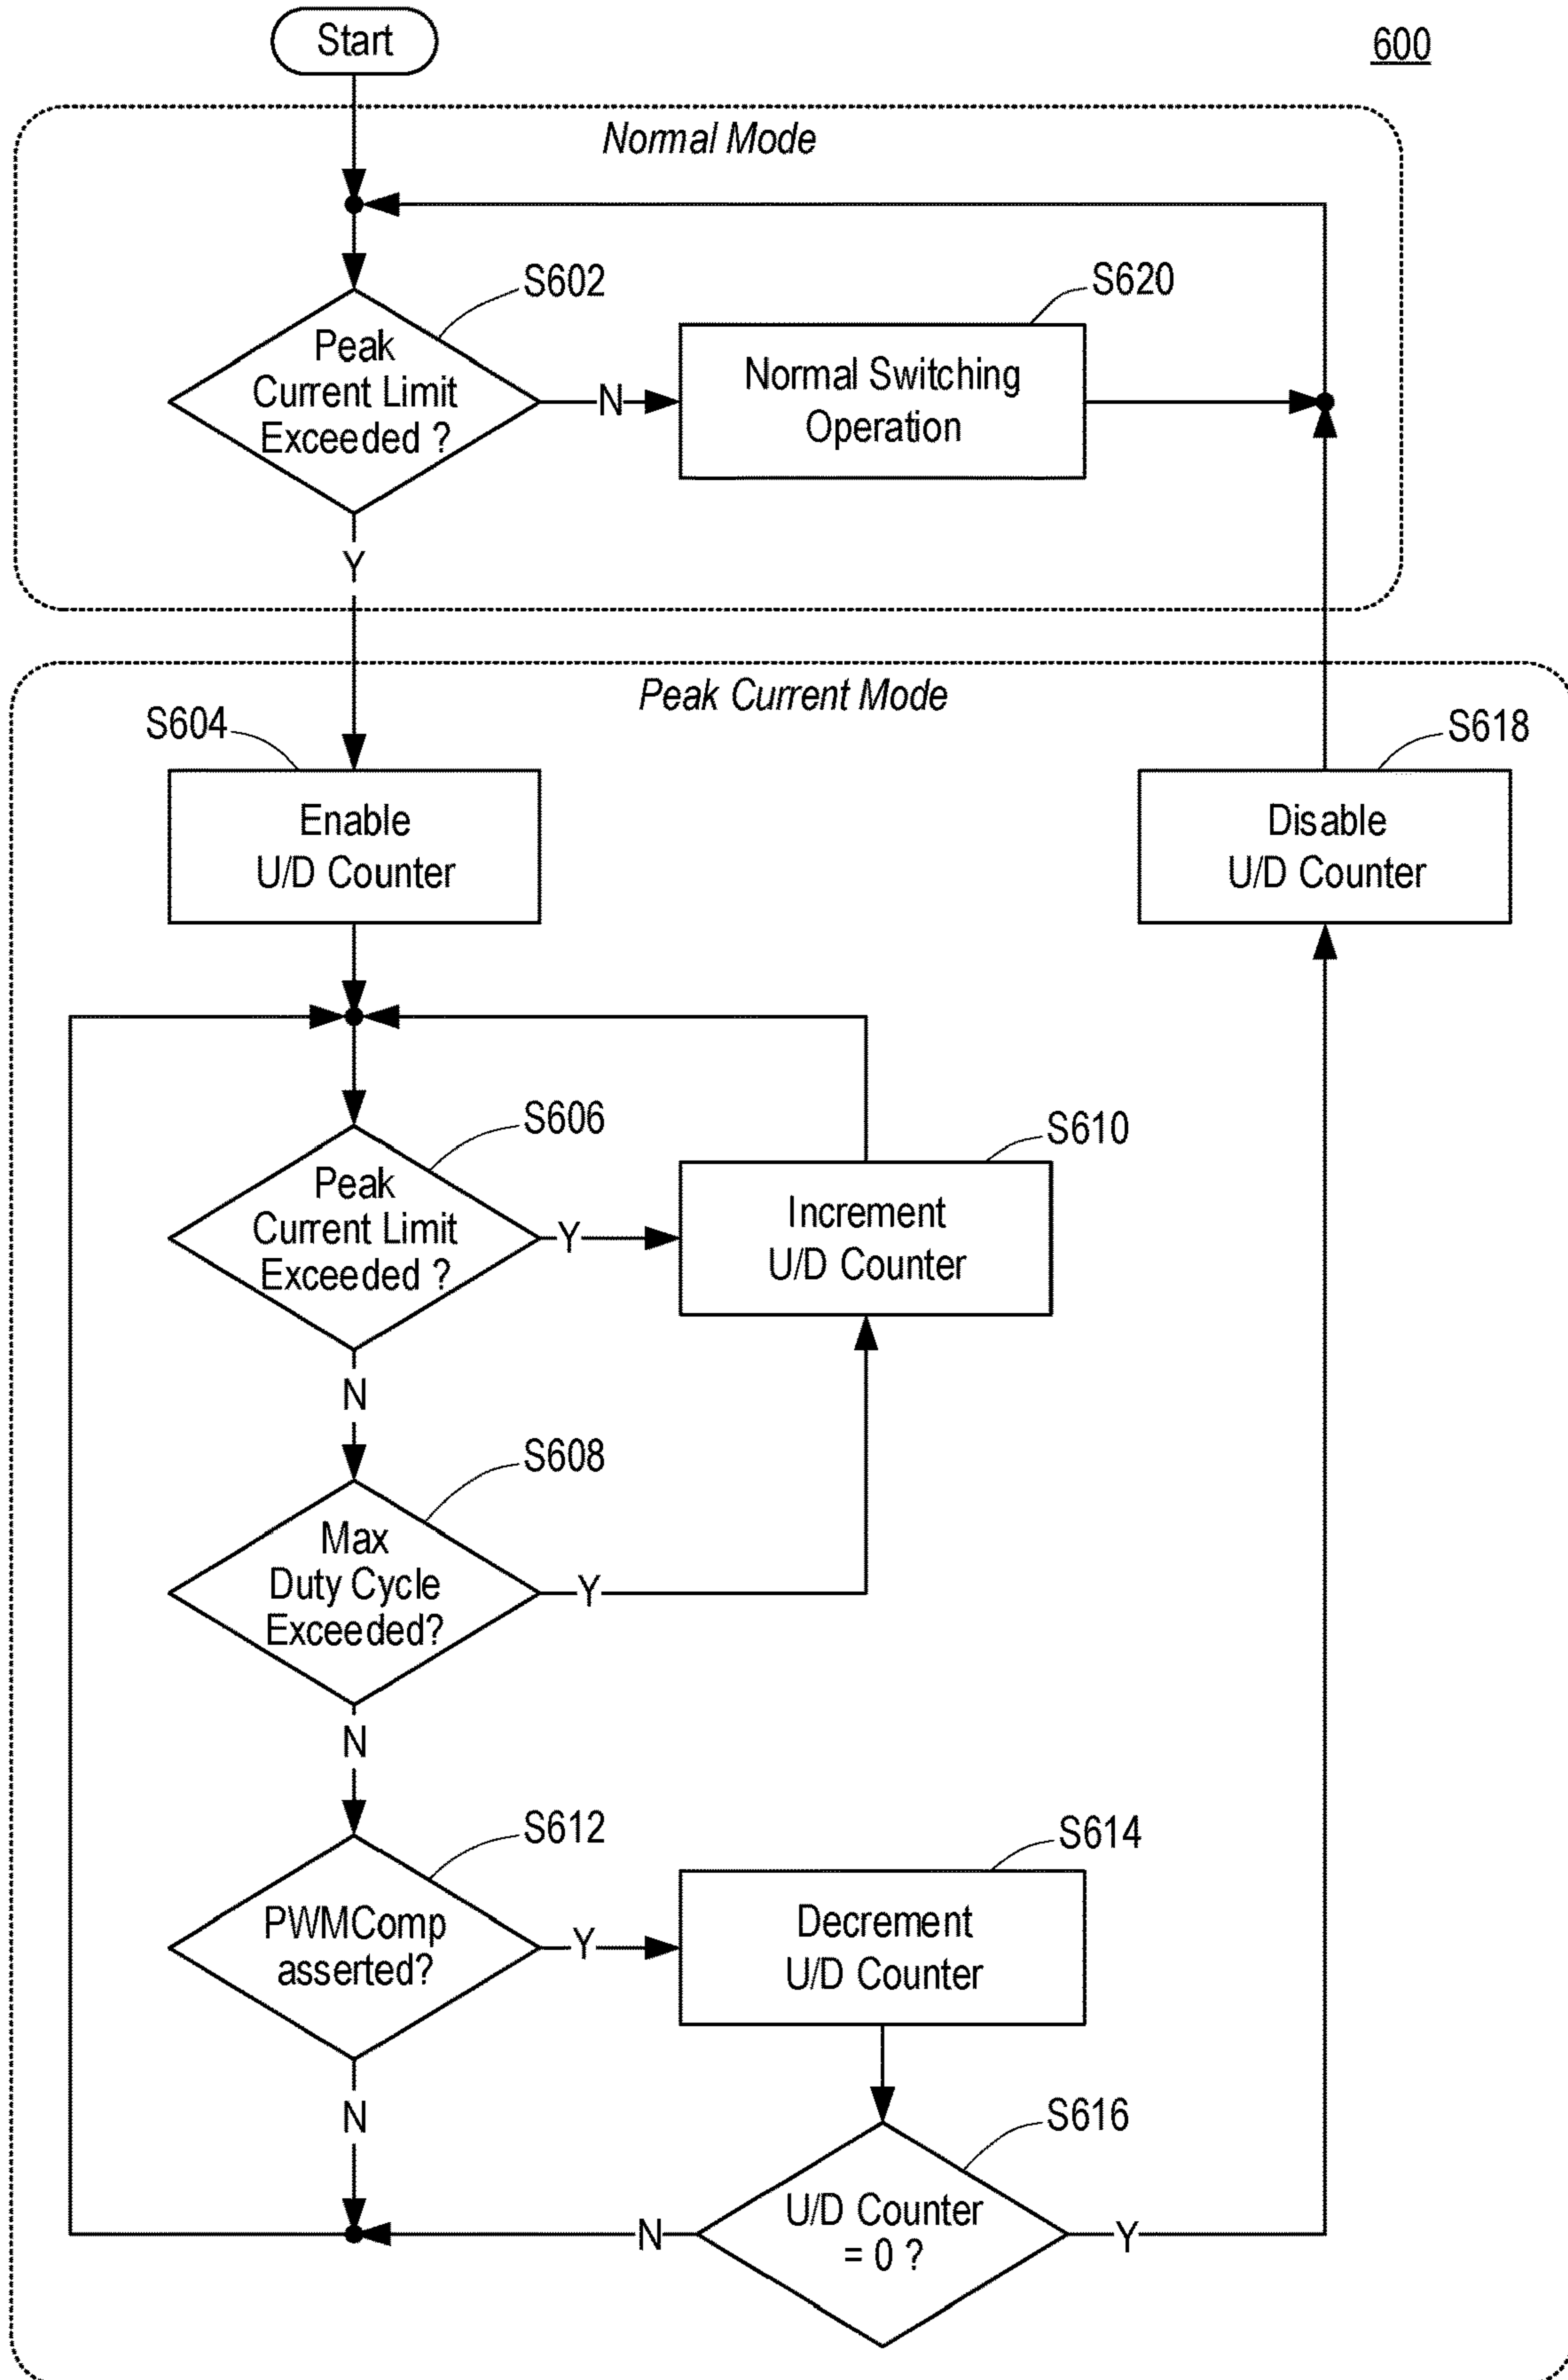 Start
600
Normal Mode
S602
S620
Peak
Current Limit
Exceeded ?
N
Normal Switching
Operation
Y
Peak Current Mode
S604
S618
Enable
U/D Counter
Disable
U/D Counter
S606
S610
Peak
Current Limit
Exceeded ?
Y
Increment
U/D Counter
N
S608
Max
Duty Cycle
Exceeded?
Y
N
S612
S614
PWMComp
asserted?
Y
Decrement
U/D Counter
N
S616
U/D Counter
= 0 ?
N
Y